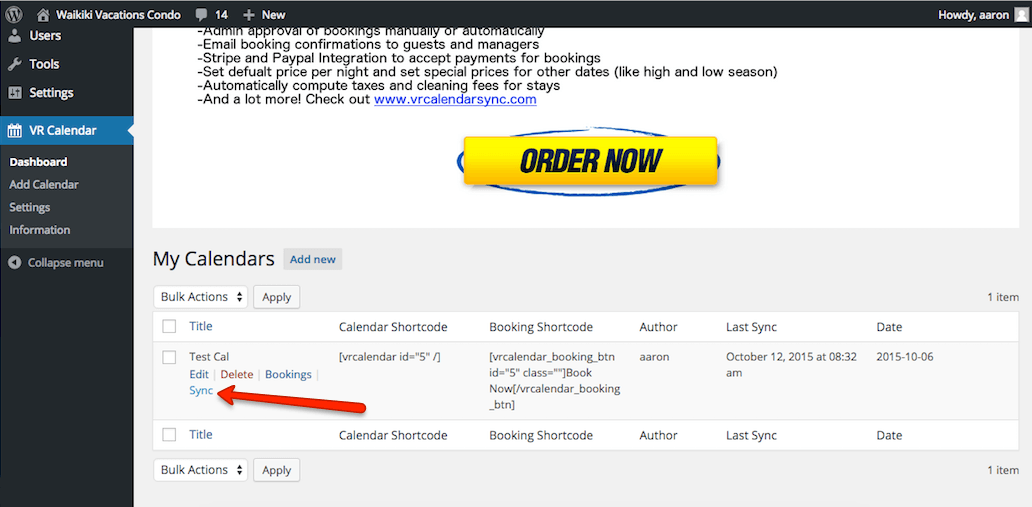 Waikiki Vacations Condo 14 + New Howdy, aaron
Users
Tools
Settings
VR Calendar
Dashboard
Add Calendar
Settings
Information
Collapse menu
-Admin approval of bookings manually or automatically
-Email booking confirmations to guests and managers
-Stripe and Paypal Integration to accept payments for bookings
-Set defualt price per night and set special prices for other dates (like high and low season)
-Automatically compute taxes and cleaning fees for stays
-And a lot more! Check out www.vrcalendarsync.com
ORDER NOW
My Calendars Add new
Bulk Actions Apply 1 item
Title Calendar Shortcode Booking Shortcode Author Last Sync Date
Test Cal [vrcalendar id="5" /] [vrcalendar_booking_btn aaron October 12, 2015 at 08:32 2015-10-06
Edit | Delete | Bookings | id="5" class=""]Book am
Sync Now[/vrcalendar_booking
_btn]
Title Calendar Shortcode Booking Shortcode Author Last Sync Date
Bulk Actions Apply 1 item